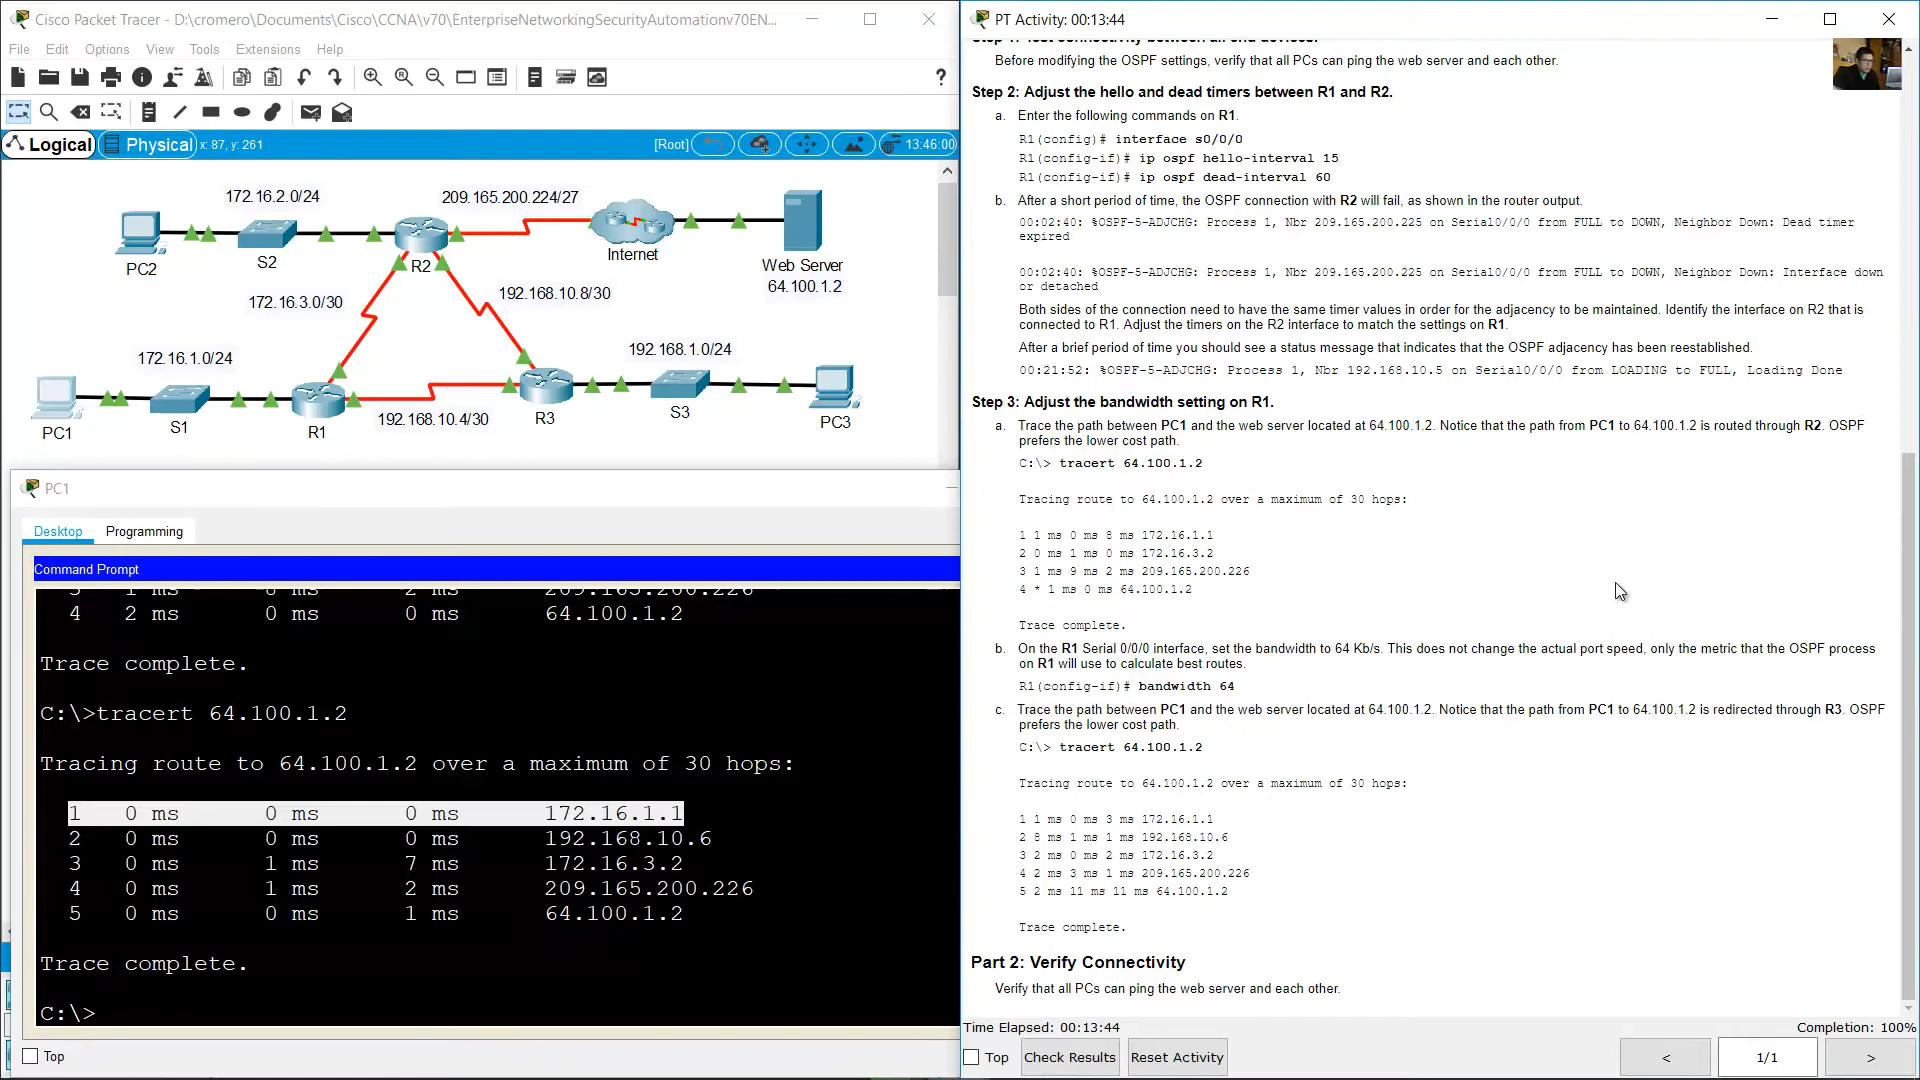 Cisco Packet Tracer - D:\cromero\Documents\Cisco\CCNA\v70\EnterpriseNetworkingSecurityAutomationv70EN...
File Edit Options View Tools Extensions Help
?
Logical
Physical
x: 87, y: 261
[Root]
13:46:00
172.16.2.0/24
209.165.200.224/27
PC2
S2
R2
Internet
Web Server
64.100.1.2
172.16.3.0/30
192.168.10.8/30
172.16.1.0/24
192.168.1.0/24
PC1
S1
R1
192.168.10.4/30
R3
S3
PC3
PC1
Desktop
Programming
Command Prompt
3 1 ms 0 ms 2 ms 209.165.200.226
4 2 ms 0 ms 0 ms 64.100.1.2
Trace complete.
C:\>tracert 64.100.1.2
Tracing route to 64.100.1.2 over a maximum of 30 hops:
1 0 ms 0 ms 0 ms 172.16.1.1
2 0 ms 0 ms 0 ms 192.168.10.6
3 0 ms 1 ms 7 ms 172.16.3.2
4 0 ms 1 ms 2 ms 209.165.200.226
5 0 ms 0 ms 1 ms 64.100.1.2
Trace complete.
C:\>
Top
PT Activity: 00:13:44
Step 1: Test connectivity between all end devices.
Before modifying the OSPF settings, verify that all PCs can ping the web server and each other.
Step 2: Adjust the hello and dead timers between R1 and R2.
a. Enter the following commands on R1.
R1(config)# interface s0/0/0
R1(config-if)# ip ospf hello-interval 15
R1(config-if)# ip ospf dead-interval 60
b. After a short period of time, the OSPF connection with R2 will fail, as shown in the router output.
00:02:40: %OSPF-5-ADJCHG: Process 1, Nbr 209.165.200.225 on Serial0/0/0 from FULL to DOWN, Neighbor Down: Dead timer
expired
00:02:40: %OSPF-5-ADJCHG: Process 1, Nbr 209.165.200.225 on Serial0/0/0 from FULL to DOWN, Neighbor Down: Interface down
or detached
Both sides of the connection need to have the same timer values in order for the adjacency to be maintained. Identify the interface on R2 that is
connected to R1. Adjust the timers on the R2 interface to match the settings on R1.
After a brief period of time you should see a status message that indicates that the OSPF adjacency has been reestablished.
00:21:52: %OSPF-5-ADJCHG: Process 1, Nbr 192.168.10.5 on Serial0/0/0 from LOADING to FULL, Loading Done
Step 3: Adjust the bandwidth setting on R1.
a. Trace the path between PC1 and the web server located at 64.100.1.2. Notice that the path from PC1 to 64.100.1.2 is routed through R2. OSPF
prefers the lower cost path.
C:\> tracert 64.100.1.2
Tracing route to 64.100.1.2 over a maximum of 30 hops:
1 1 ms 0 ms 8 ms 172.16.1.1
2 0 ms 1 ms 0 ms 172.16.3.2
3 1 ms 9 ms 2 ms 209.165.200.226
4 * 1 ms 0 ms 64.100.1.2
Trace complete.
b. On the R1 Serial 0/0/0 interface, set the bandwidth to 64 Kb/s. This does not change the actual port speed, only the metric that the OSPF process
on R1 will use to calculate best routes.
R1(config-if)# bandwidth 64
c. Trace the path between PC1 and the web server located at 64.100.1.2. Notice that the path from PC1 to 64.100.1.2 is redirected through R3. OSPF
prefers the lower cost path.
C:\> tracert 64.100.1.2
Tracing route to 64.100.1.2 over a maximum of 30 hops:
1 1 ms 0 ms 3 ms 172.16.1.1
2 8 ms 1 ms 1 ms 192.168.10.6
3 2 ms 0 ms 2 ms 172.16.3.2
4 2 ms 3 ms 1 ms 209.165.200.226
5 2 ms 11 ms 11 ms 64.100.1.2
Trace complete.
Part 2: Verify Connectivity
Verify that all PCs can ping the web server and each other.
Time Elapsed: 00:13:44
Completion: 100%
Top
Check Results
Reset Activity
<
1/1
>